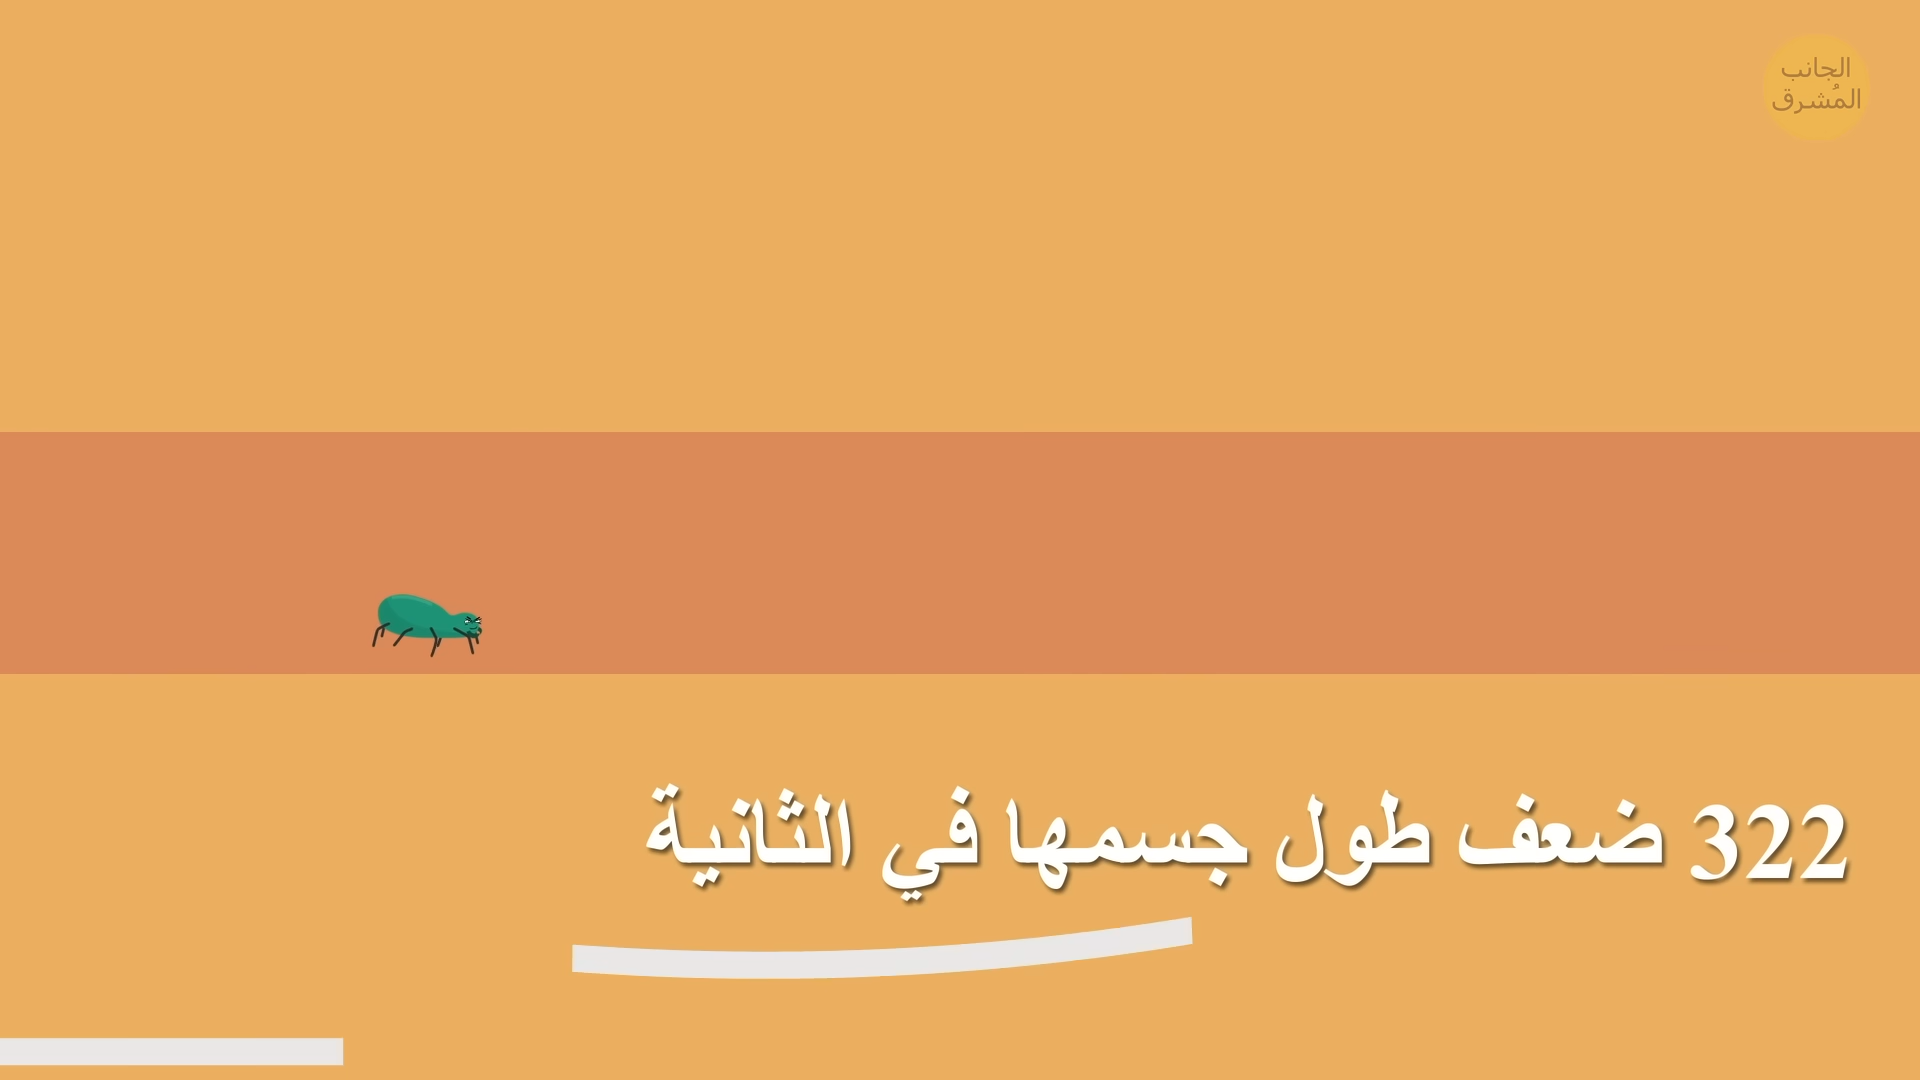 الجانب
المُشرق
322 ضعف طول جسمها في الثانية